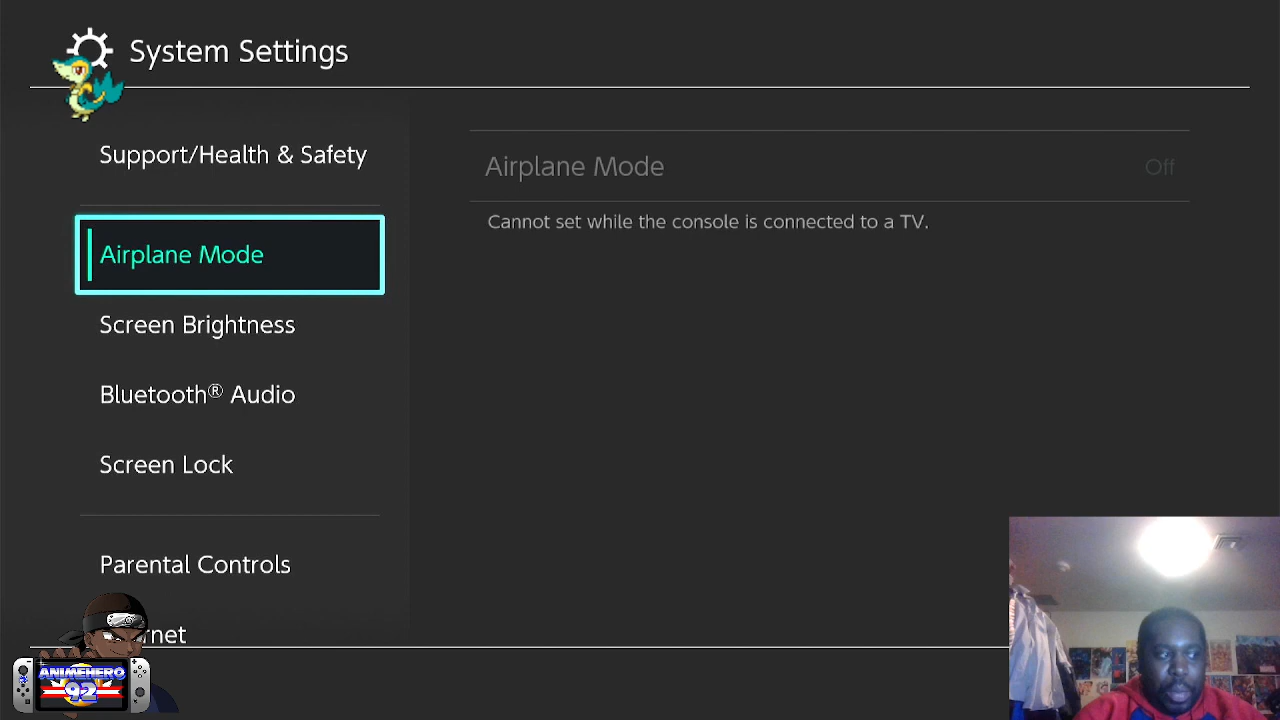 System Settings
Support/Health & Safety
Airplane Mode
Screen Brightness
Bluetooth® Audio
Screen Lock
Parental Controls
rnet
Airplane Mode Off
Cannot set while the console is connected to a TV.
ANIMEHERO
92